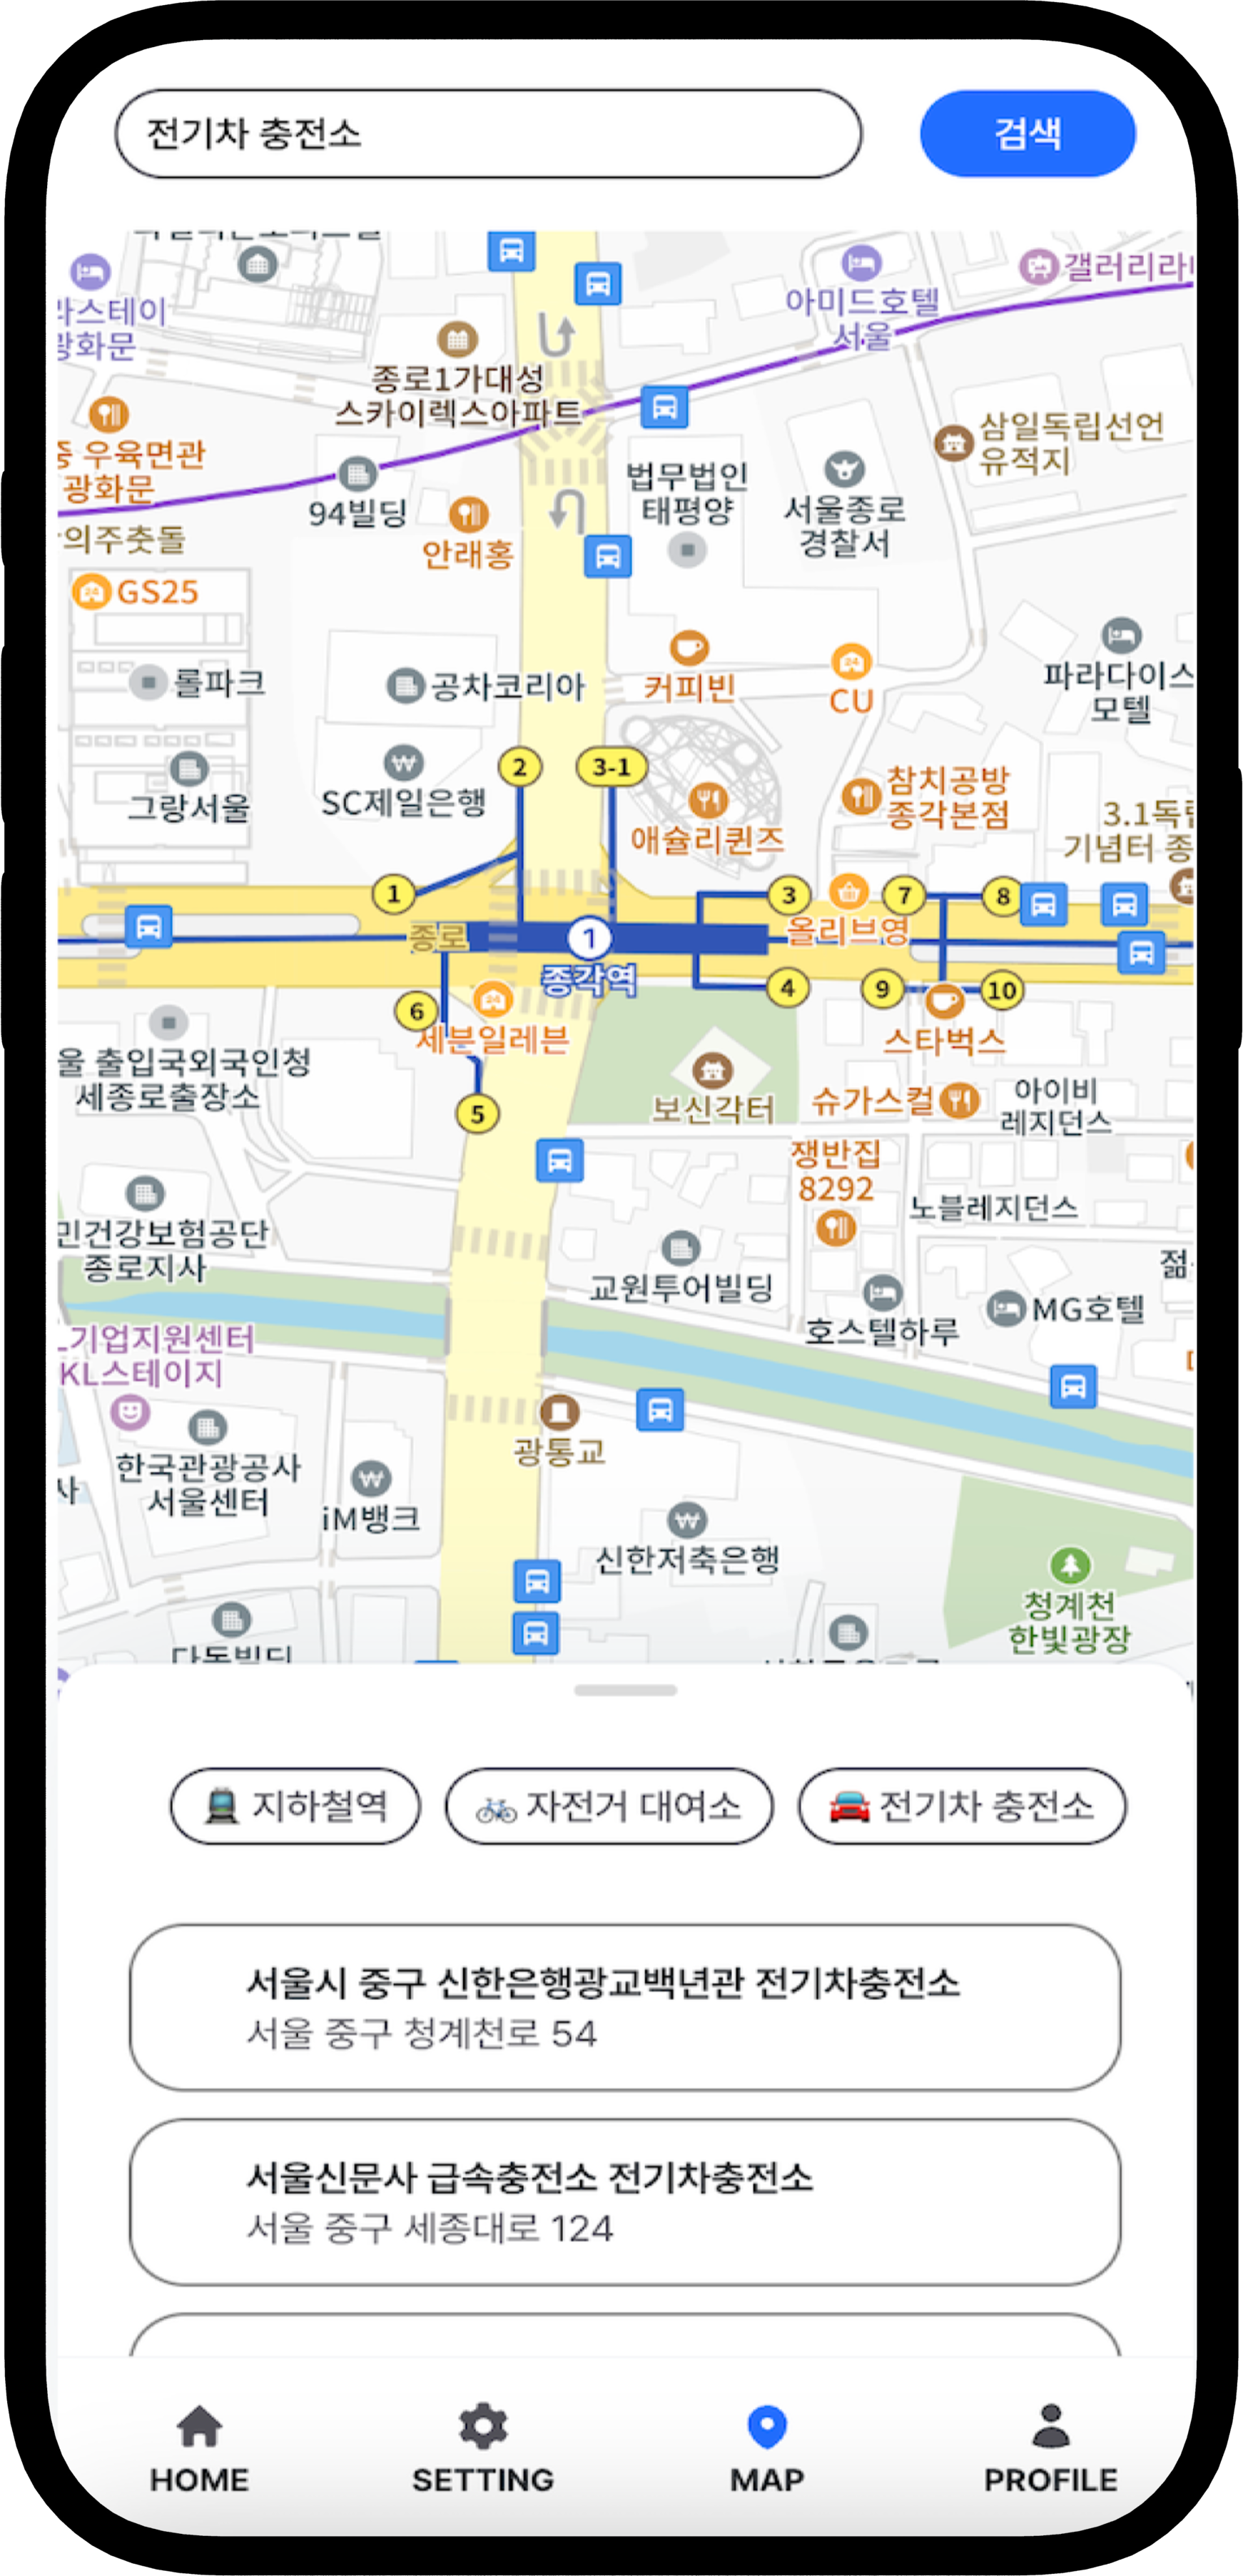 전기차 충전소
검색
갤러리라
아미드호텔
서울
라스테이
광화문
종로1가대성
스카이렉스아파트
삼일독립선언
유적지
우육면관
광화문
94빌딩
법무법인
태평양
서울종로
경찰서
의주춧돌
안래홍
GS25
롤파크
공차코리아
커피빈
CU
파라다이스
모텔
2
3-1
그랑서울
SC제일은행
애슐리퀸즈
참치공방
종각본점
3.1독립
기념터 종
1
3
7
8
종로
1
종각역
올리브영
6
세븐일레븐
4
9
10
스타벅스
울 출입국외국인청
세종로출장소
5
보신각터
슈가스컬
아이비
레지던스
쟁반집
8292
노블레지던스
민건강보험공단
종로지사
교원투어빌딩
젊
호스텔하루
MG호텔
기업지원센터
KL스테이지
광통교
한국관광공사
서울센터
사
iM뱅크
신한저축은행
청계천
한빛광장
다동빌딩
지하철역
자전거 대여소
전기차 충전소
서울시 중구 신한은행광교백년관 전기차충전소
서울 중구 청계천로 54
서울신문사 급속충전소 전기차충전소
서울 중구 세종대로 124
HOME
SETTING
MAP
PROFILE